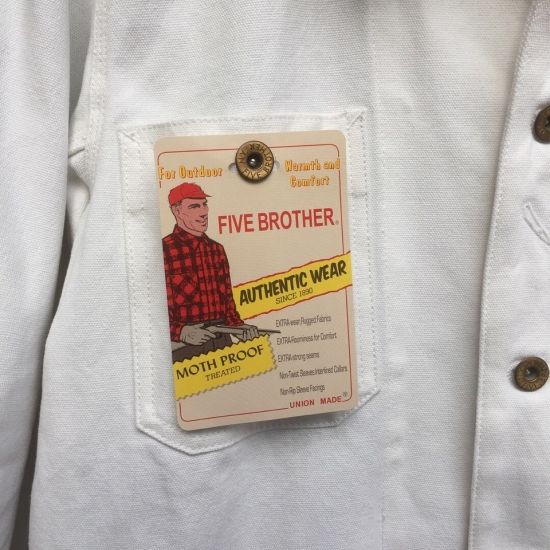 For Outdoor Warmth and
Comfort
FIVE BROTHER®
AUTHENTIC WEAR
SINCE 1890
MOTH PROOF
TREATED
EXTRA-wear, Rugged Fabrics
EXTRA-Roominess for Comfort
EXTRA-strong seams
Non-Twist Sleeves Interlined Collars.
Non-Rip Sleeve Facings
UNION MADE®